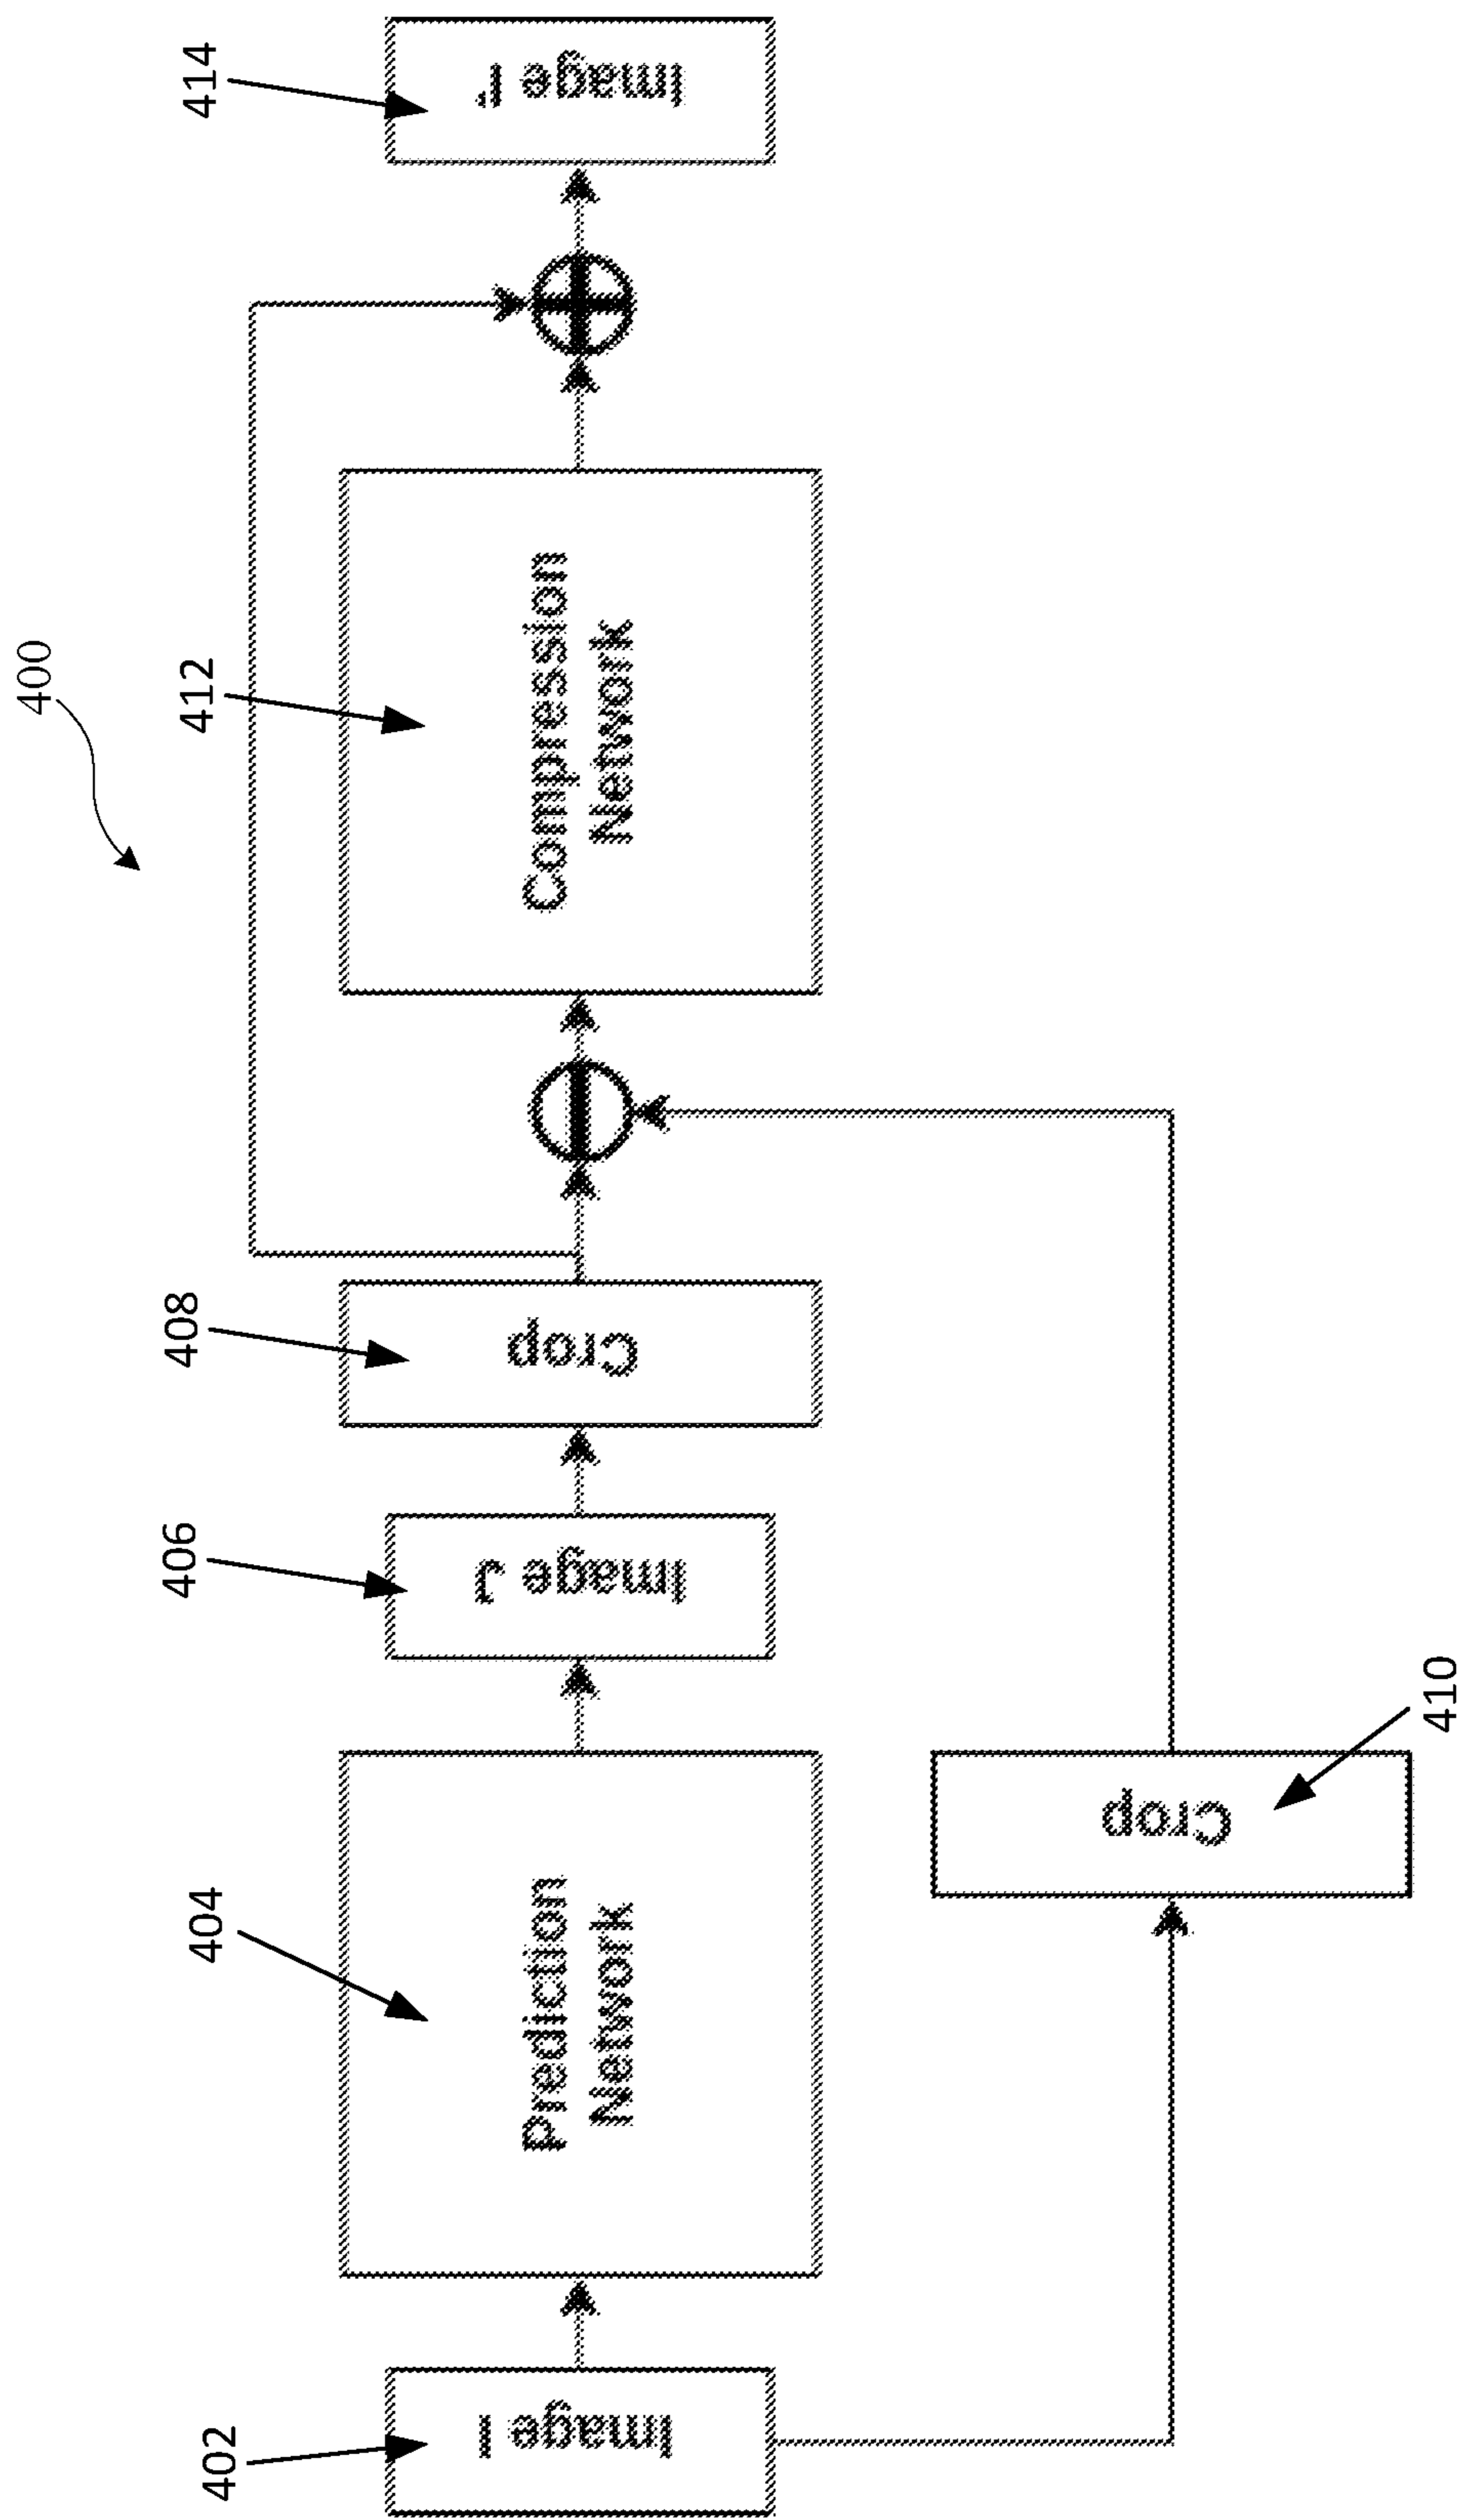 400
402
Image I
404
Prediction
Network
406
Image J
408
Crop
410
Crop
412
Compression
Network
414
Image I'